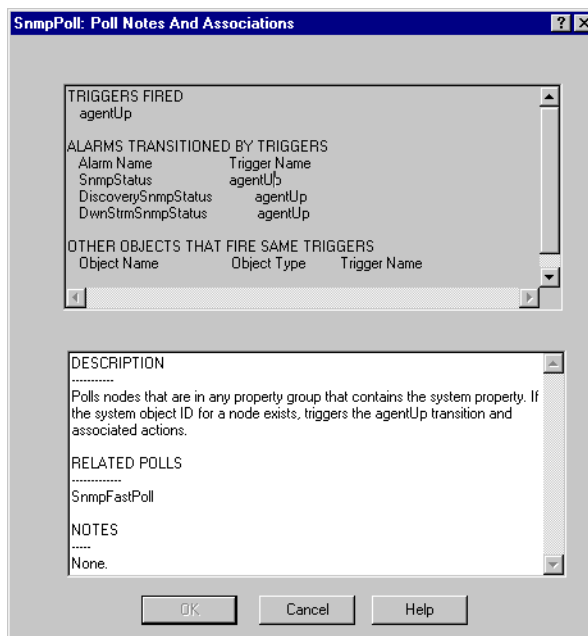 SnmpPoll: Poll Notes And Associations
TRIGGERS FIRED
agentUp
ALARMS TRANSITIONED BY TRIGGERS
Alarm Name Trigger Name
SnmpStatus agentUp
DiscoverySnmpStatus agentUp
DwnStrmSnmpStatus agentUp
OTHER OBJECTS THAT FIRE SAME TRIGGERS
Object Name Object Type Trigger Name
DESCRIPTION
-----------
Polls nodes that are in any property group that contains the system property. If
the system object ID for a node exists, triggers the agentUp transition and
associated actions.
RELATED POLLS
-------------
SnmpFastPoll
NOTES
-----
None.
OK Cancel Help